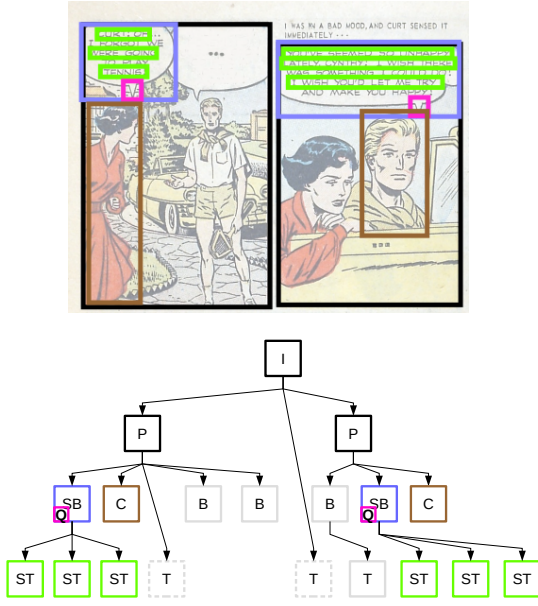 CURT! OH...
I FORGOT WE
WERE GOING
TO PLAY
TENNIS!
...
I WAS IN A BAD MOOD, AND CURT SENSED IT
IMMEDIATELY ---
YOU'VE SEEMED SO UNHAPPY
LATELY, CYNTHY! I WISH THERE
WAS SOMETHING I COULD DO!
I WISH YOU'D LET ME TRY
AND MAKE YOU HAPPY!
I
P P
SB C B B B SB C
Q Q
ST ST ST T T T ST ST ST